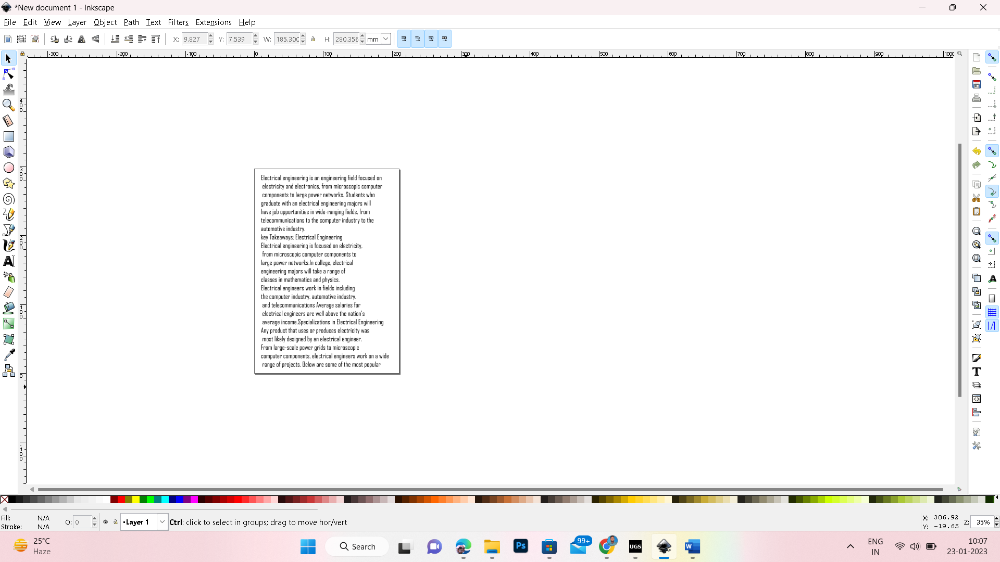 *New document 1 - Inkscape
File Edit View Layer Object Path Text Filters Extensions Help
X: 9.827 Y: 7.539 W: 185.300 H: 280.356 mm
-300 -200 -100 0 100 200 300 400 500 600 700 800 900 1000
400
300
200
100
0
-100
Electrical engineering is an engineering field focused on
electricity and electronics, from microscopic computer
components to large power networks. Students who
graduate with an electrical engineering majors will
have job opportunities in wide-ranging fields, from
telecommunications to the computer industry to the
automotive industry.
key Takeaways: Electrical Engineering
Electrical engineering is focused on electricity,
from microscopic computer components to
large power networks.In college, electrical
engineering majors will take a range of
classes in mathematics and physics.
Electrical engineers work in fields including
the computer industry, automotive industry,
and telecommunications Average salaries for
electrical engineers are well above the nation's
average income.Specializations in Electrical Engineering
Any product that uses or produces electricity was
most likely designed by an electrical engineer.
From large-scale power grids to microscopic
computer components, electrical engineers work on a wide
range of projects. Below are some of the most popular
Fill: N/A
Stroke: N/A
O: 0
•Layer 1
Ctrl: click to select in groups; drag to move hor/vert
X: 306.92
Y: -19.65
Z: 35%
25°C
Haze
Search
Ps
99+
UGS
W
ENG
IN
10:07
23-01-2023